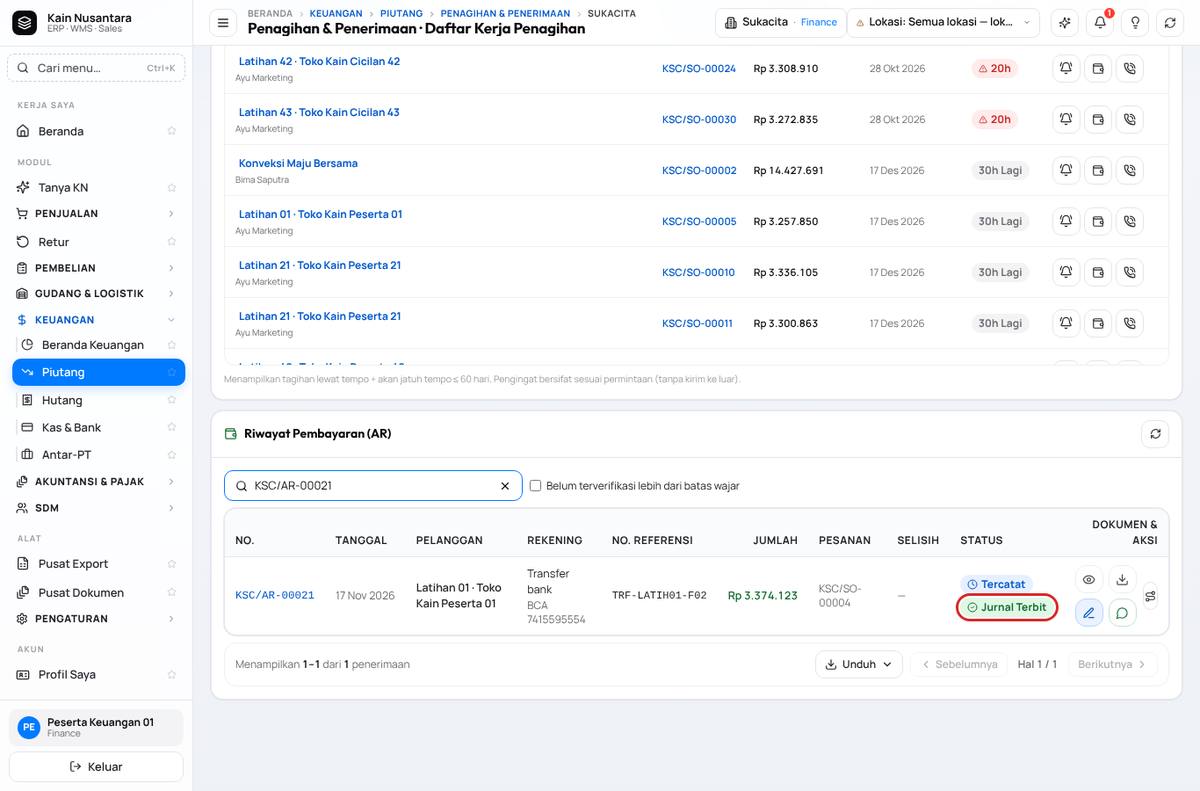 Kain Nusantara
ERP · WMS · Sales
Cari menu... Ctrl+K
KERJA SAYA
Beranda
MODUL
Tanya KN
PENJUALAN
Retur
PEMBELIAN
GUDANG & LOGISTIK
KEUANGAN
Beranda Keuangan
Piutang
Hutang
Kas & Bank
Antar-PT
AKUNTANSI & PAJAK
SDM
ALAT
Pusat Export
Pusat Dokumen
PENGATURAN
AKUN
Profil Saya
PE Peserta Keuangan 01
Finance
Keluar
BERANDA › KEUANGAN › PIUTANG › PENAGIHAN & PENERIMAAN › SUKACITA
Penagihan & Penerimaan · Daftar Kerja Penagihan
Sukacita · Finance
Lokasi: Semua lokasi — lok...
1
Latihan 42 · Toko Kain Cicilan 42
Ayu Marketing
KSC/SO-00024 Rp 3.308.910 28 Okt 2026 20h
Latihan 43 · Toko Kain Cicilan 43
Ayu Marketing
KSC/SO-00030 Rp 3.272.835 28 Okt 2026 20h
Konveksi Maju Bersama
Bima Saputra
KSC/SO-00002 Rp 14.427.691 17 Des 2026 30h Lagi
Latihan 01 · Toko Kain Peserta 01
Ayu Marketing
KSC/SO-00005 Rp 3.257.850 17 Des 2026 30h Lagi
Latihan 21 · Toko Kain Peserta 21
Ayu Marketing
KSC/SO-00010 Rp 3.336.105 17 Des 2026 30h Lagi
Latihan 21 · Toko Kain Peserta 21
Ayu Marketing
KSC/SO-00011 Rp 3.300.863 17 Des 2026 30h Lagi
Menampilkan tagihan lewat tempo + akan jatuh tempo ≤ 60 hari. Pengingat bersifat sesuai permintaan (tanpa kirim ke luar).
Riwayat Pembayaran (AR)
KSC/AR-00021
Belum terverifikasi lebih dari batas wajar
NO. TANGGAL PELANGGAN REKENING NO. REFERENSI JUMLAH PESANAN SELISIH STATUS DOKUMEN &
AKSI
KSC/AR-00021
17 Nov 2026
Latihan 01 · Toko
Kain Peserta 01
Transfer
bank
BCA
7415595554
TRF-LATIH01-F02
Rp 3.374.123
KSC/SO-
00004
—
Tercatat
Jurnal Terbit
Menampilkan 1–1 dari 1 penerimaan
Unduh
Sebelumnya
Hal 1 / 1
Berikutnya